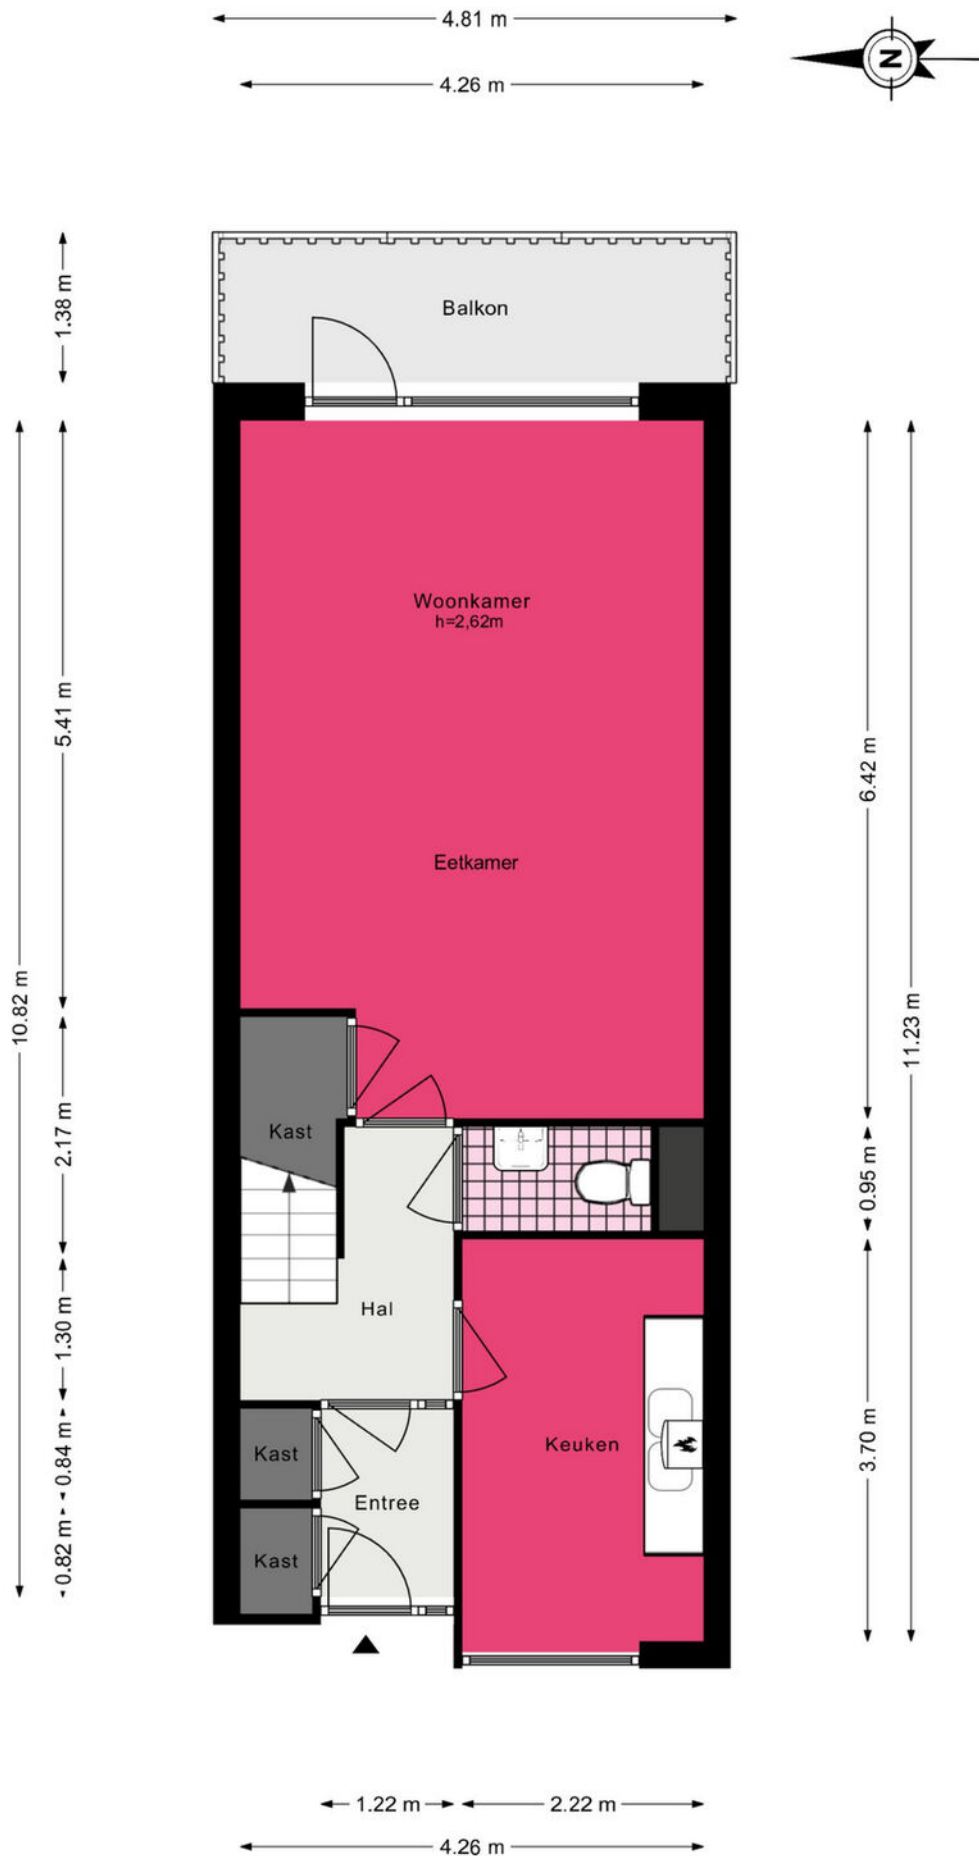 4.81 m
N
4.26 m
1.38 m
Balkon
Woonkamer
h=2,62m
5.41 m
6.42 m
Eetkamer
10.82 m
11.23 m
2.17 m
Kast
0.95 m
Hal
1.30 m
Keuken
3.70 m
0.84 m
Kast
Entree
0.82 m
Kast
1.22 m
2.22 m
4.26 m